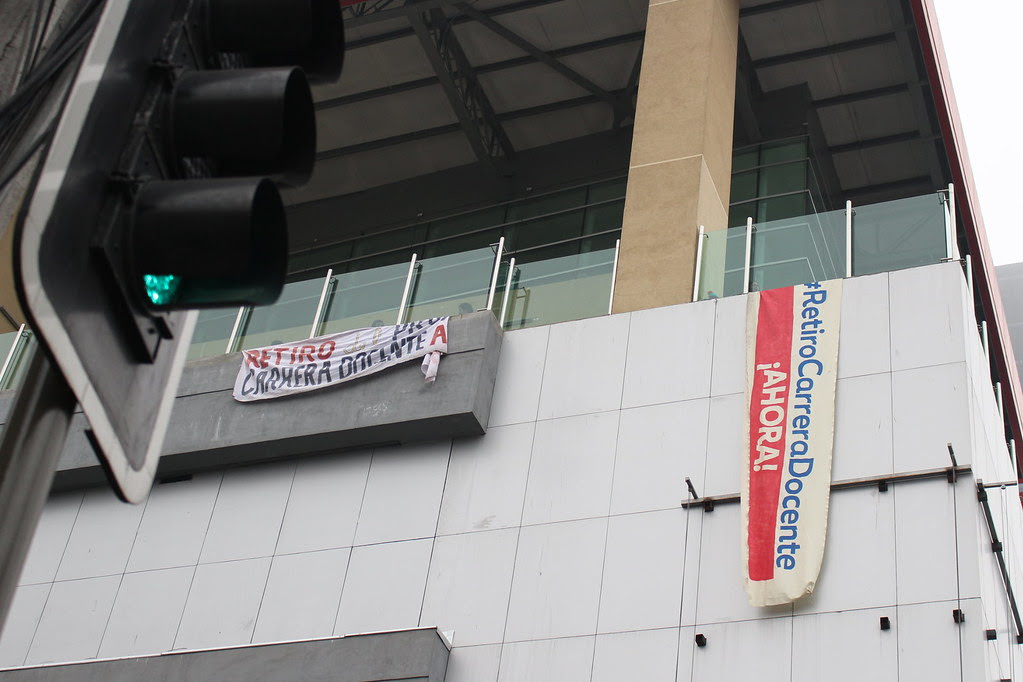 RETIRO
CARRERA DOCENTE A
#RetiroCarreraDocente
¡AHORA!